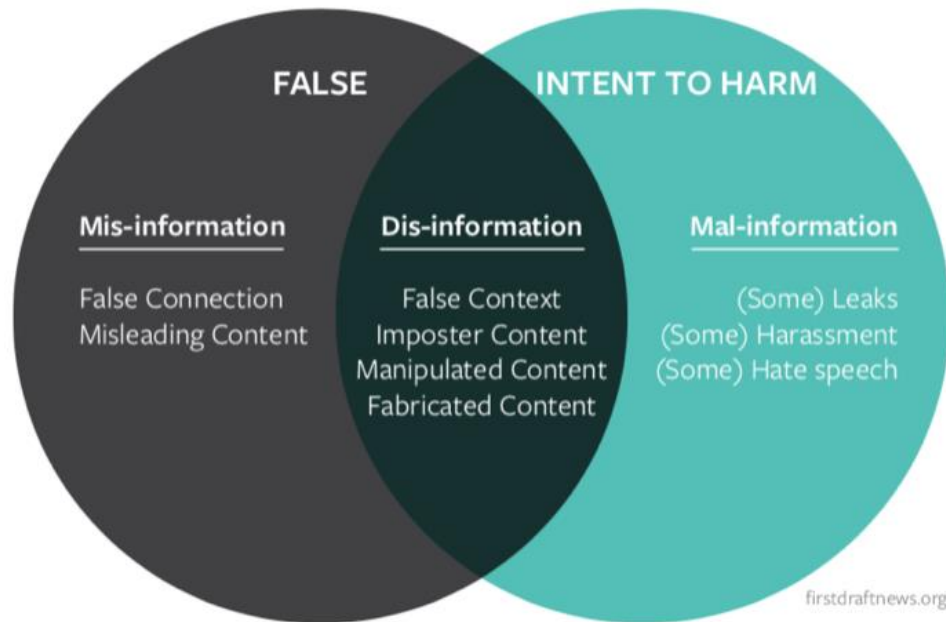 FALSE
INTENT TO HARM
Mis-information
False Connection
Misleading Content
Dis-information
False Context
Imposter Content
Manipulated Content
Fabricated Content
Mal-information
(Some) Leaks
(Some) Harassment
(Some) Hate speech
firstdraftnews.org